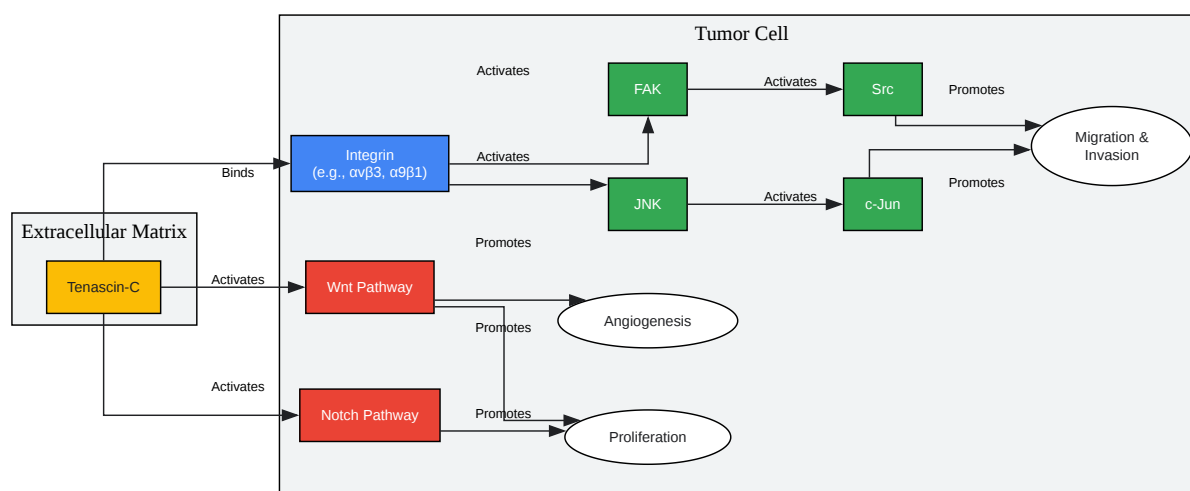 Tumor Cell
Activates
FAK
Activates
Src
Promotes
Migration &
Invasion
Integrin
(e.g., αvβ3, α9β1)
Activates
Binds
JNK
Activates
c-Jun
Promotes
Extracellular Matrix
Tenascin-C
Activates
Promotes
Wnt Pathway
Angiogenesis
Promotes
Activates
Notch Pathway
Promotes
Proliferation